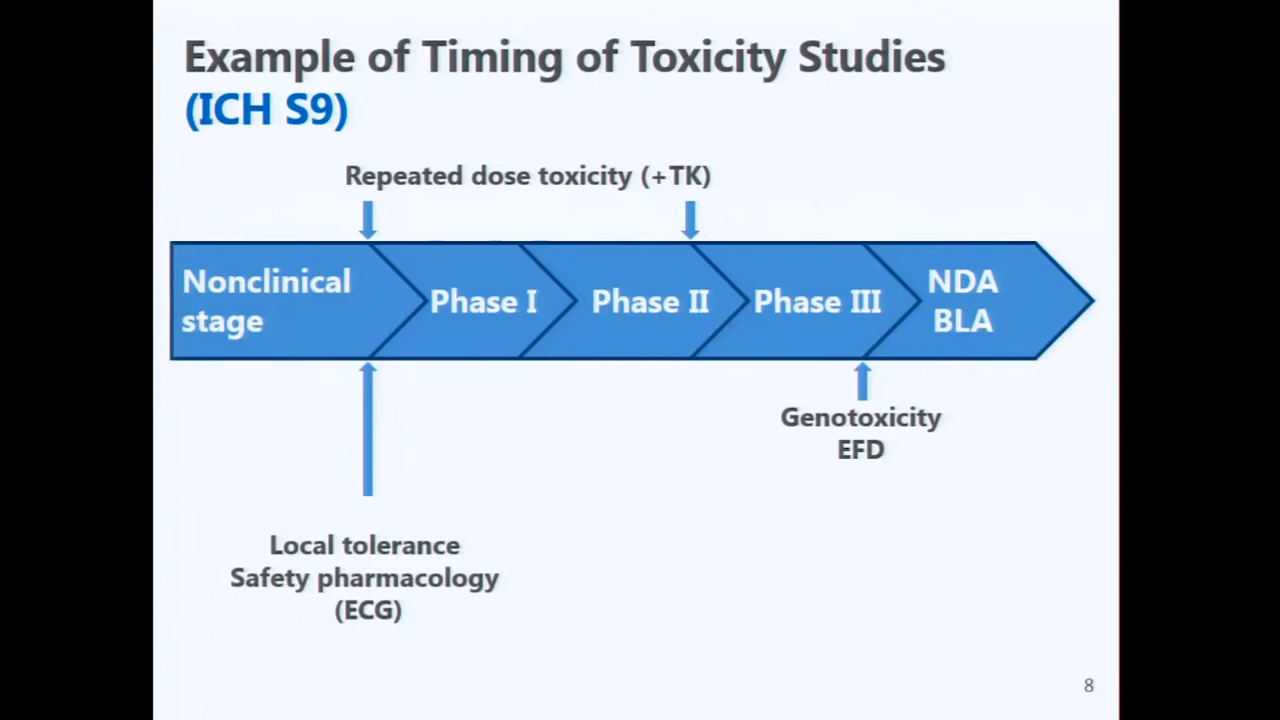 Example of Timing of Toxicity Studies
(ICH S9)
Repeated dose toxicity (+TK)
Nonclinical
stage
Phase I
Phase II
Phase III
NDA
BLA
Genotoxicity
EFD
Local tolerance
Safety pharmacology
(ECG)
8